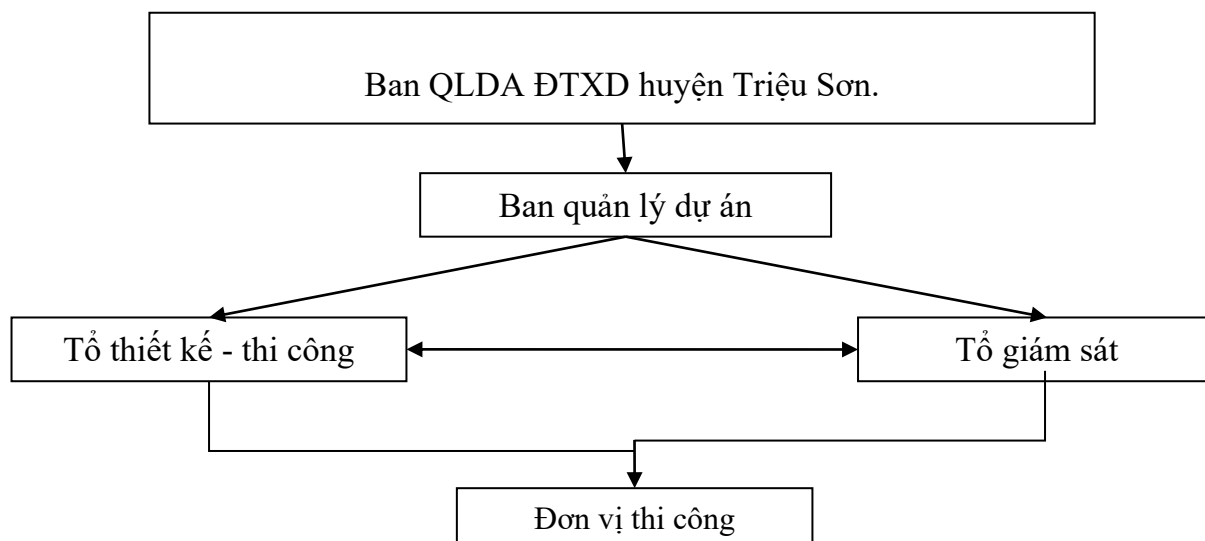 Ban QLDA ĐTXD huyện Triệu Sơn.
Ban quản lý dự án
Tổ thiết kế - thi công
Tổ giám sát
Đơn vị thi công